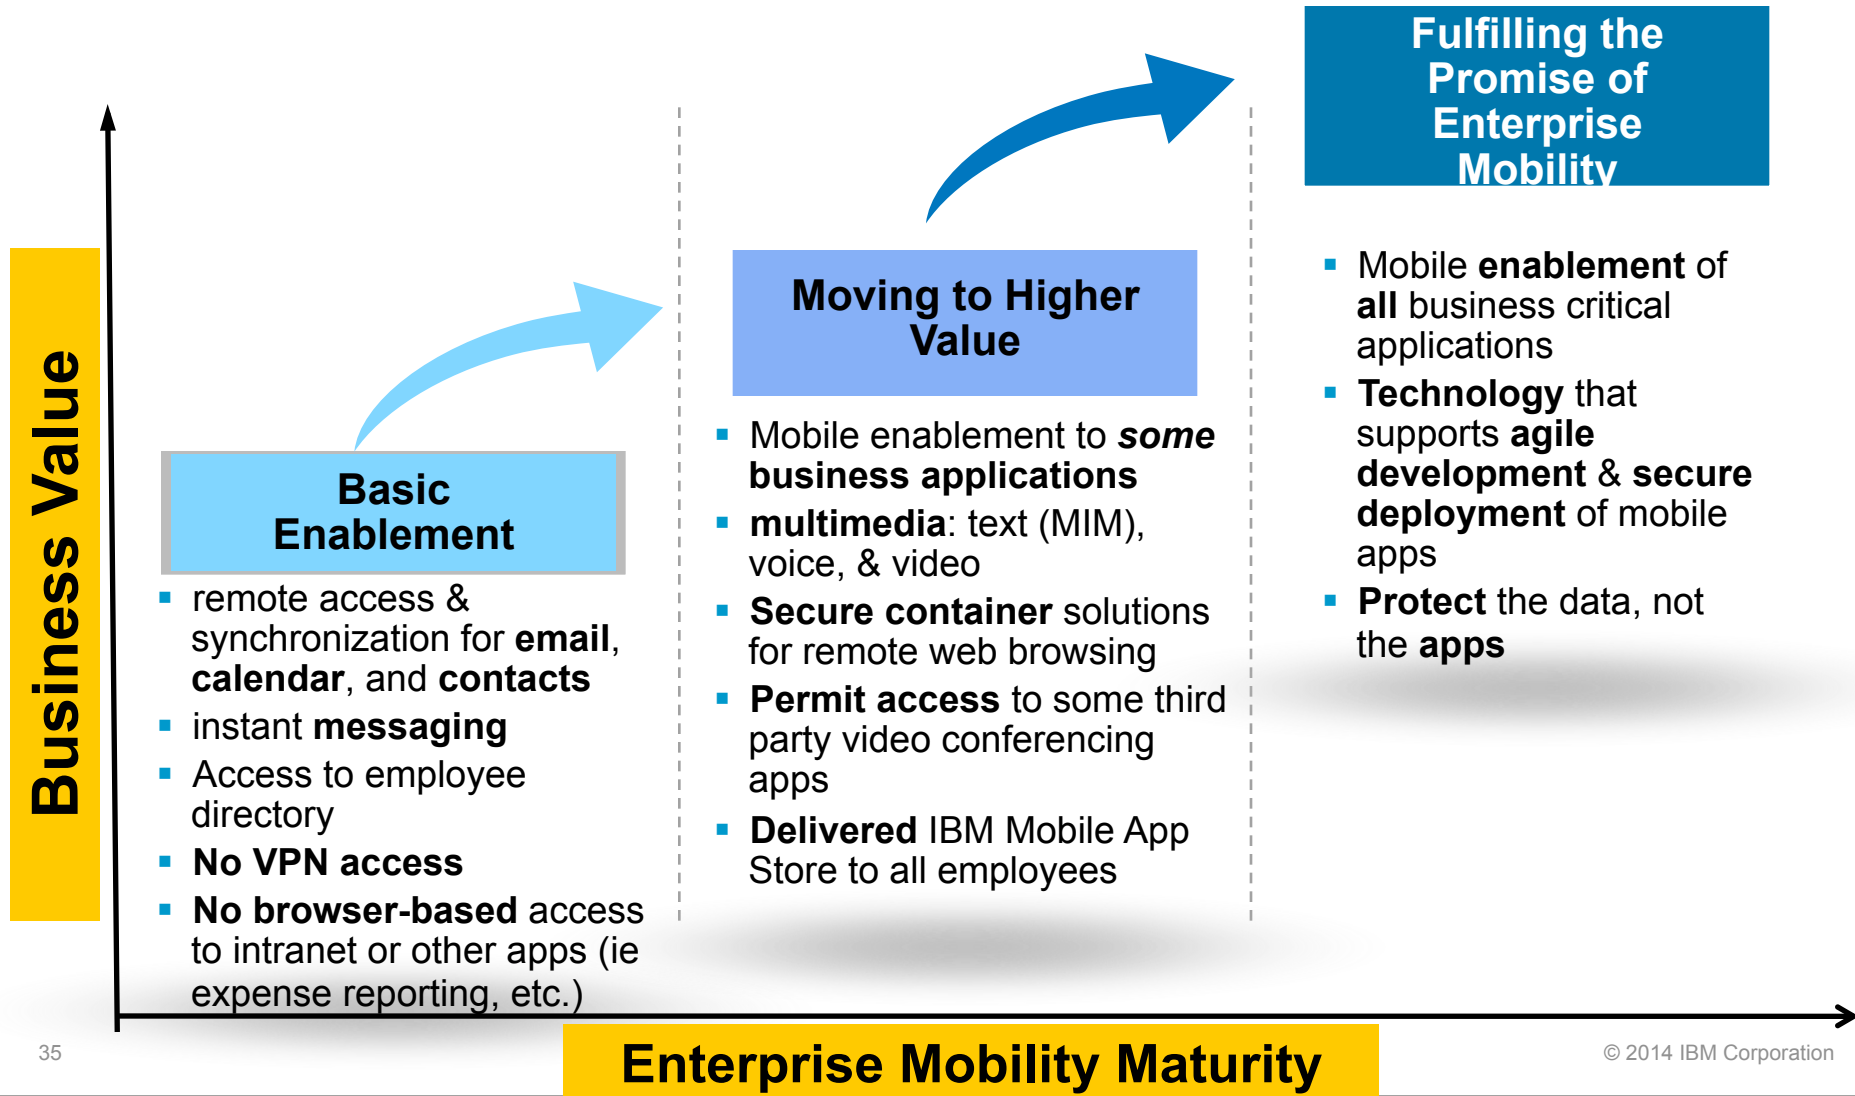 Fulfilling the
Promise of
Enterprise
Mobility
Moving to Higher
Value
Basic
Enablement
Business Value
▪ remote access &
synchronization for email,
calendar, and contacts
▪ instant messaging
▪ Access to employee
directory
▪ No VPN access
▪ No browser-based access
to intranet or other apps (ie
expense reporting, etc.)
▪ Mobile enablement to some
business applications
▪ multimedia: text (MIM),
voice, & video
▪ Secure container solutions
for remote web browsing
▪ Permit access to some third
party video conferencing
apps
▪ Delivered IBM Mobile App
Store to all employees
▪ Mobile enablement of
all business critical
applications
▪ Technology that
supports agile
development & secure
deployment of mobile
apps
▪ Protect the data, not
the apps
35
Enterprise Mobility Maturity
© 2014 IBM Corporation